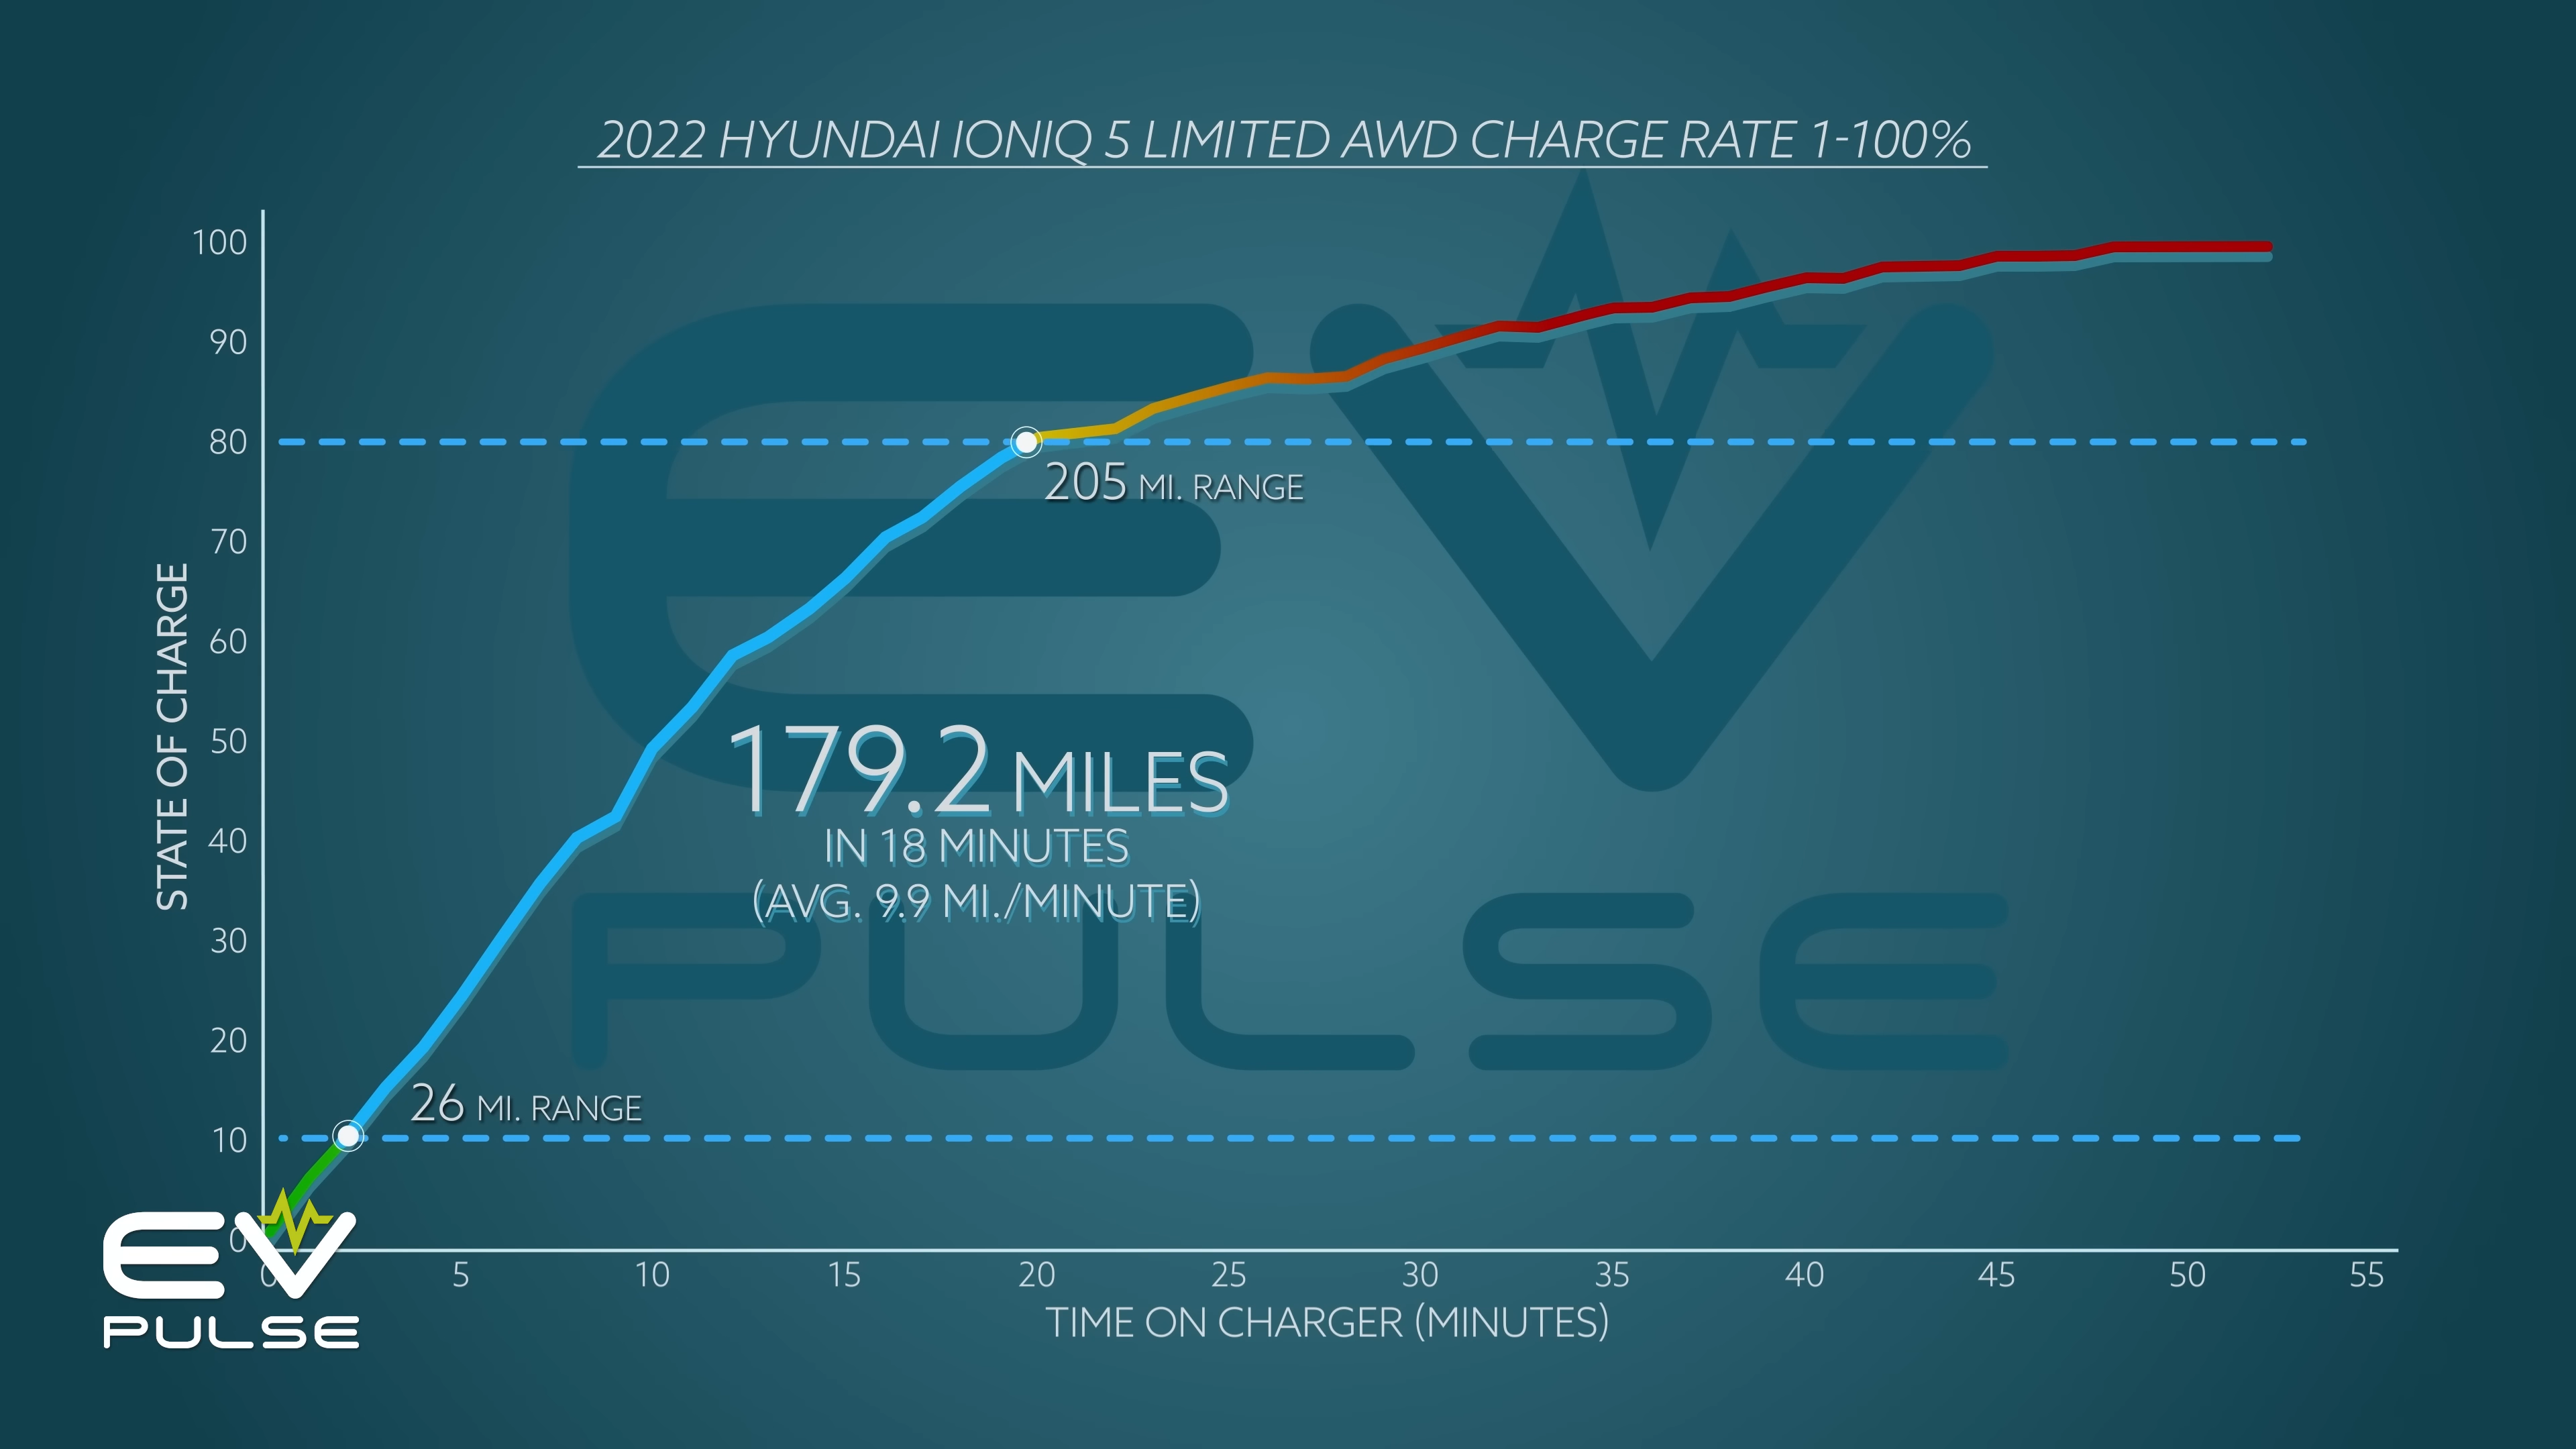 2022 HYUNDAI IONIQ 5 LIMITED AWD CHARGE RATE 1-100%
100
90
80
70
60
50
40
30
20
10
0
STATE OF CHARGE
205 MI. RANGE
179.2 MILES
IN 18 MINUTES
(AVG. 9.9 MI./MINUTE)
26 MI. RANGE
EV
PULSE
0 5 10 15 20 25 30 35 40 45 50 55
TIME ON CHARGER (MINUTES)
EV
PULSE